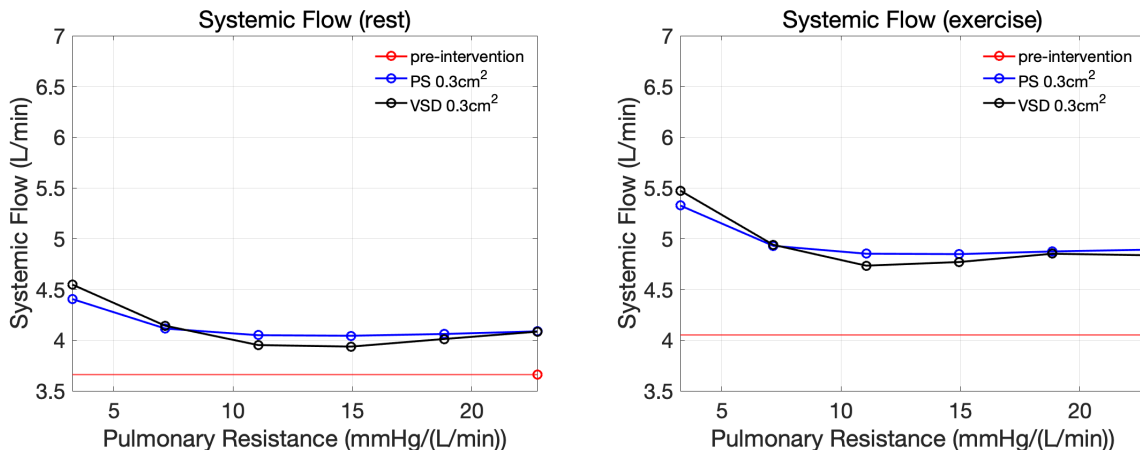 Systemic Flow (rest)
7
6.5
6
5.5
5
4.5
4
3.5
Systemic Flow (L/min)
pre-intervention
PS 0.3cm²
VSD 0.3cm²
5
10
15
20
Pulmonary Resistance (mmHg/(L/min))
Systemic Flow (exercise)
7
6.5
6
5.5
5
4.5
4
3.5
Systemic Flow (L/min)
pre-intervention
PS 0.3cm²
VSD 0.3cm²
5
10
15
20
Pulmonary Resistance (mmHg/(L/min))